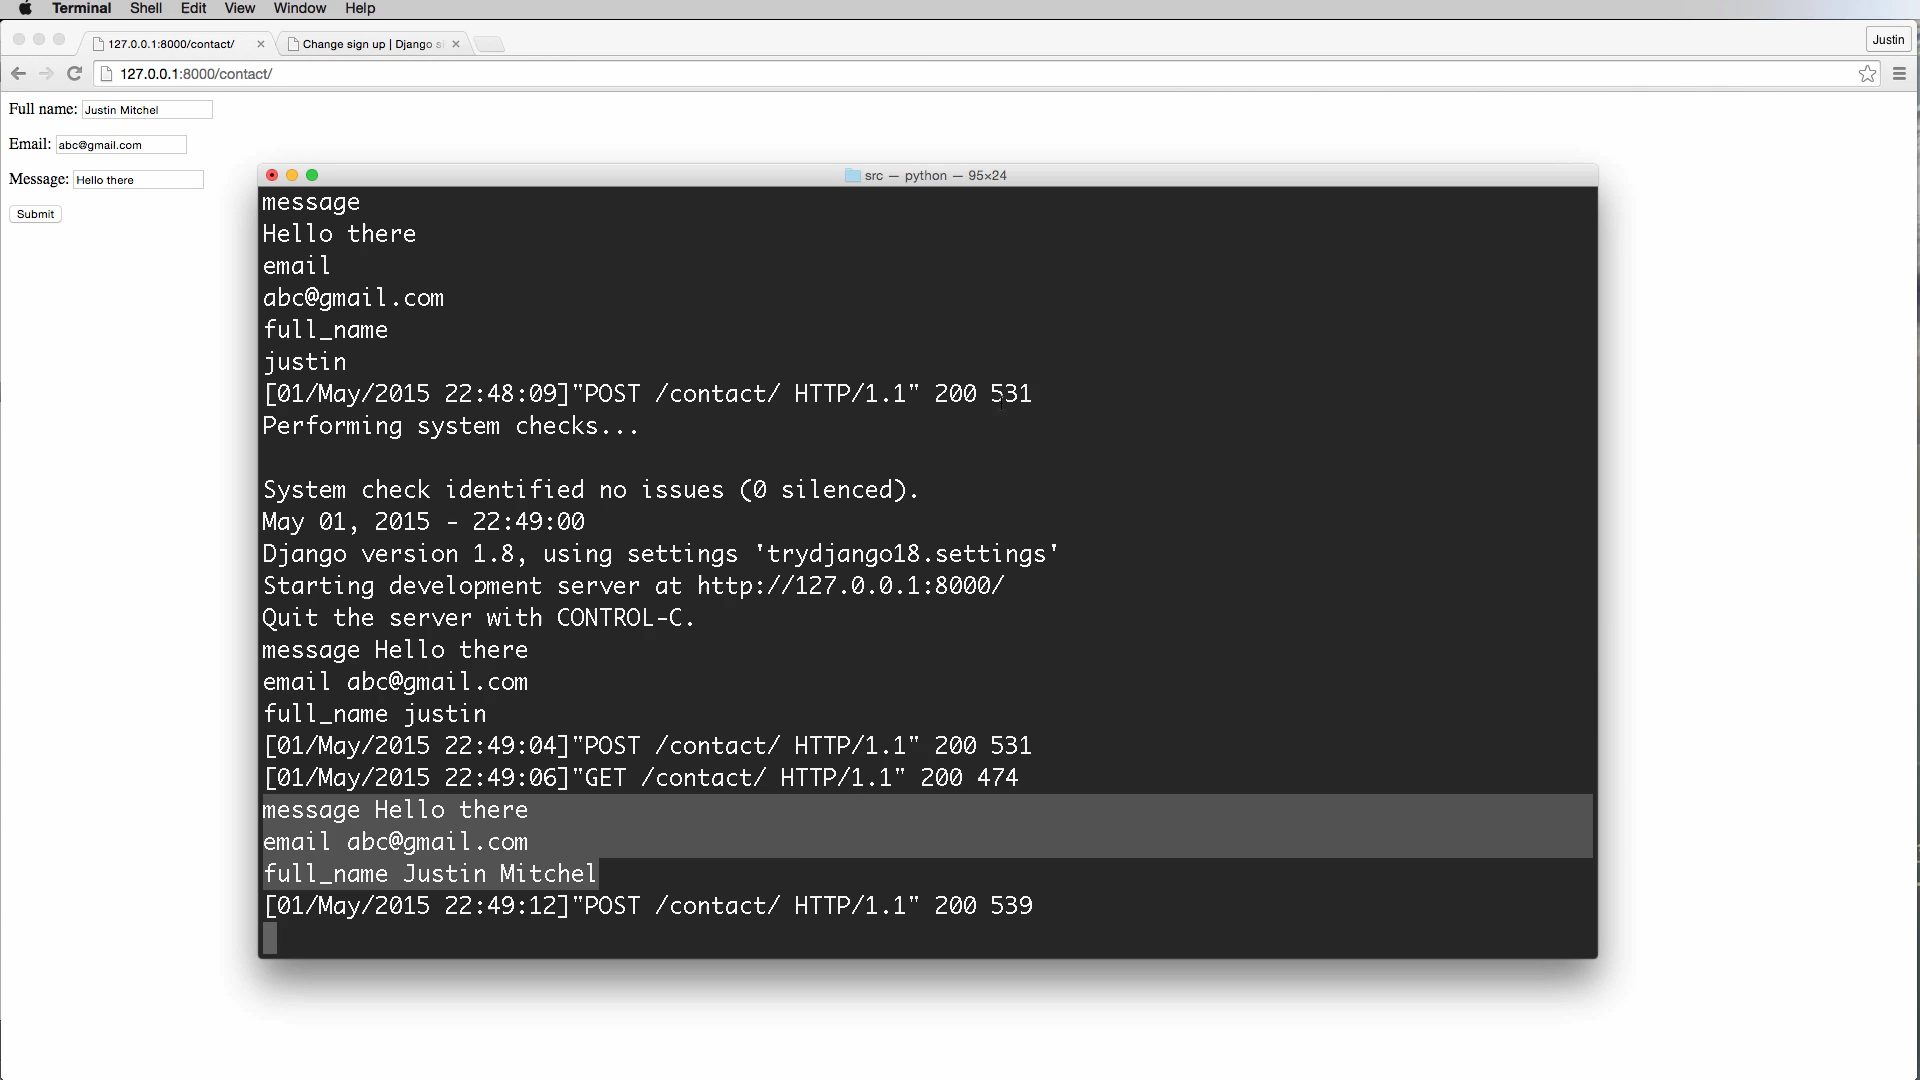 Terminal Shell Edit View Window Help
127.0.0.1:8000/contact/
Change sign up | Django si
Justin
127.0.0.1:8000/contact/
Full name: Justin Mitchel
Email: abc@gmail.com
Message: Hello there
Submit
src — python — 95×24
message
Hello there
email
abc@gmail.com
full_name
justin
[01/May/2015 22:48:09]"POST /contact/ HTTP/1.1" 200 531
Performing system checks...
System check identified no issues (0 silenced).
May 01, 2015 - 22:49:00
Django version 1.8, using settings 'trydjango18.settings'
Starting development server at http://127.0.0.1:8000/
Quit the server with CONTROL-C.
message Hello there
email abc@gmail.com
full_name justin
[01/May/2015 22:49:04]"POST /contact/ HTTP/1.1" 200 531
[01/May/2015 22:49:06]"GET /contact/ HTTP/1.1" 200 474
message Hello there
email abc@gmail.com
full_name Justin Mitchel
[01/May/2015 22:49:12]"POST /contact/ HTTP/1.1" 200 539